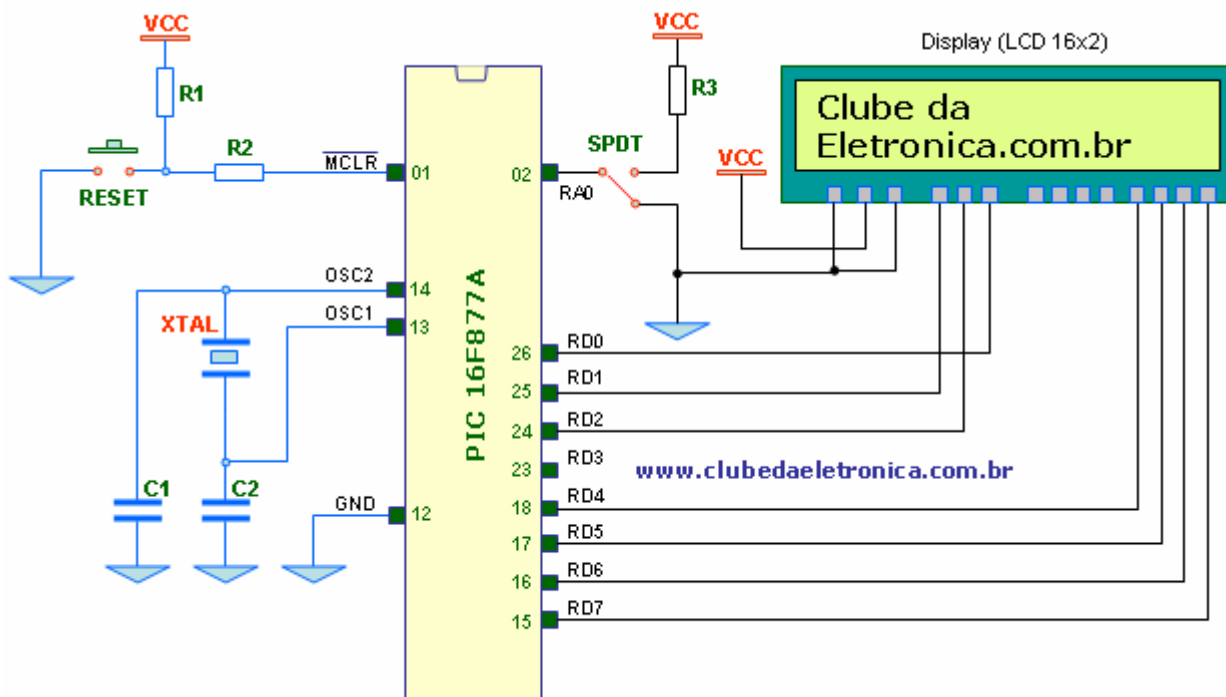 VCC
R1
R2
RESET
MCLR
01
OSC2
14
OSC1
13
XTAL
C1
C2
GND
12
PIC 16F877A
VCC
R3
SPDT
02
RA0
VCC
Display (LCD 16x2)
Clube da
Eletronica.com.br
26
RD0
25
RD1
24
RD2
23
RD3
www.clubedaeletronica.com.br
18
RD4
17
RD5
16
RD6
15
RD7